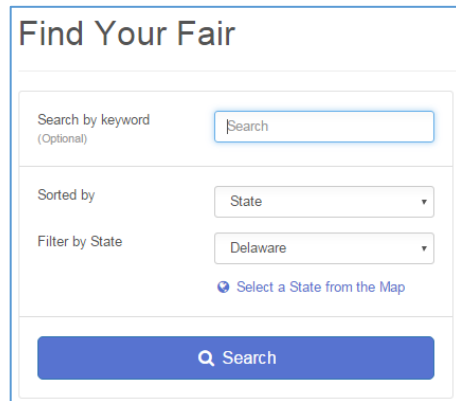 Find Your Fair
Search by keyword
(Optional)
Search
Sorted by
State
Filter by State
Delaware
Select a State from the Map
Search